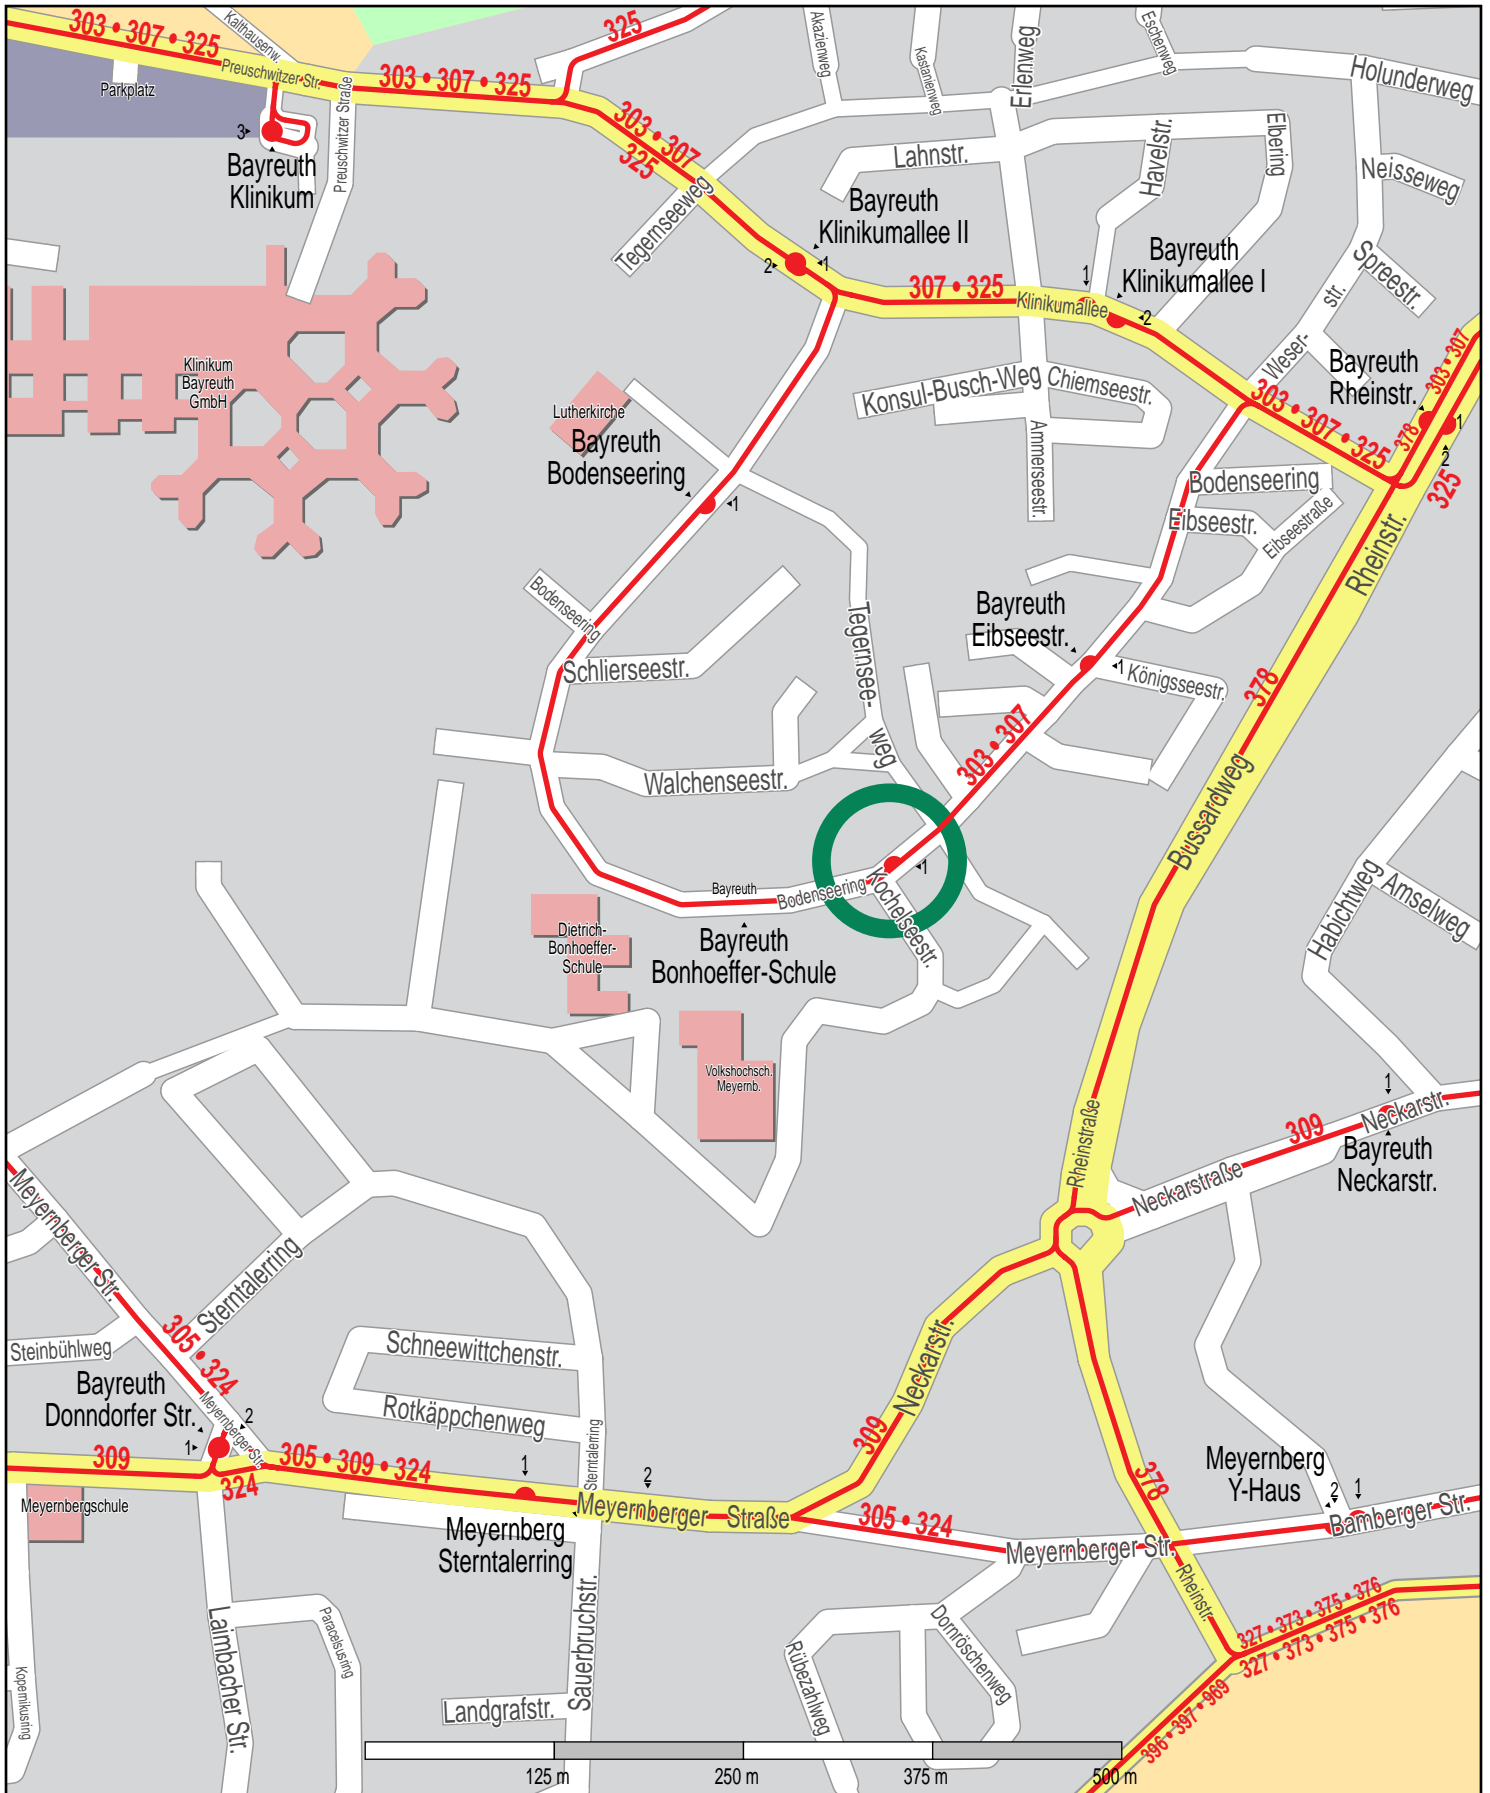 303 • 307 • 325
Kalthausenw.
325
Akazienweg
Kastanienweg
Erlenweg
Eschenweg
Holunderweg
Parkplatz
Preuschwitzer Str.
Preuschwitzer Straße
303 • 307 • 325
3
Bayreuth
Klinikum
303 • 307
325
Tegernseeweg
Lahnstr.
Havelstr.
Elbering
Neisseweg
Bayreuth
Klinikumallee II
2
1
Bayreuth
Klinikumallee I
1
2
307 • 325
Klinikumallee
Spreestr.
Weser-
str.
Klinikum
Bayreuth
GmbH
Lutherkirche
Bayreuth
Bodenseering
1
Konsul-Busch-Weg
Chiemseestr.
Ammerseestr.
Bayreuth
Rheinstr.
303 • 307
378
1
2
325
303 • 307 • 325
Bodenseering
Eibseestr.
Eibseestraße
Rheinstr.
Bodenseering
Schlierseestr.
Tegernsee-
weg
Bayreuth
Eibseestr.
1
Königsseestr.
378
303 • 307
Walchenseestr.
Bussardweg
1
Bayreuth
Bodenseering
Kochelseestr.
Bayreuth
Bonhoeffer-Schule
Dietrich-
Bonhoeffer-
Schule
Habichtweg
Amselweg
Volkshochsch.
Meyernb.
Rheinstraße
1
Neckarstr.
309
Bayreuth
Neckarstr.
Neckarstraße
Meyernberger Str.
Sterntalerring
305 • 324
Steinbühlweg
Schneewittchenstr.
Rotkäppchenweg
Neckarstr.
Bayreuth
Donndorfer Str.
2
1
Meyernberger Str.
309
324
305 • 309 • 324
1
Sterntalerring
2
309
378
Meyernberg
Y-Haus
2
1
Bamberger Str.
Meyernbergschule
Meyernberg
Sterntalerring
Meyernberger Straße
305 • 324
Meyernberger Str.
Rheinstr.
Laimbacher Str.
Paracelsusring
Kopernikusring
Sauerbruchstr.
Landgrafstr.
Rübezahlweg
Dornröschenweg
327 • 373 • 375 • 376
327 • 373 • 375 • 376
396 • 397 • 969
125 m
250 m
375 m
500 m